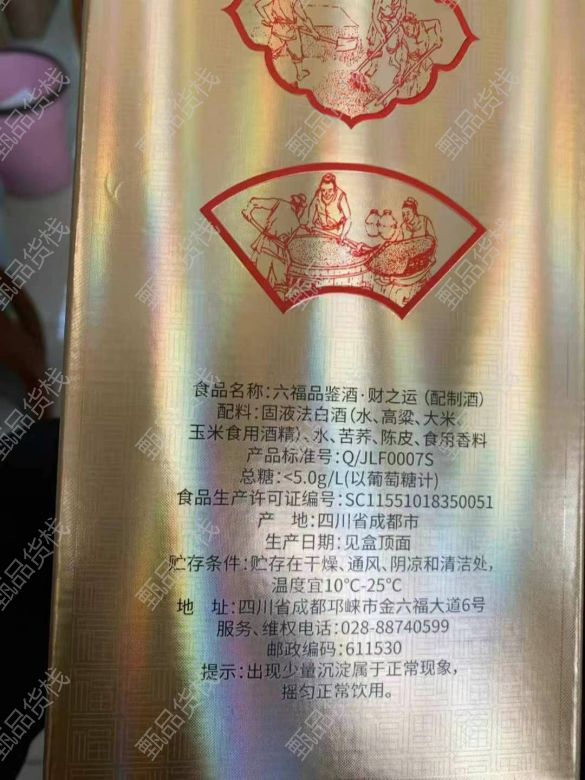 食品名称:六福品鉴酒·财之运(配制酒)
配料:固液法白酒(水、高粱、大米、
玉米食用酒精)、水、苦荞、陈皮、食用香料
产品标准号:Q/JLF0007S
总糖:<5.0g/L(以葡萄糖计)
食品生产许可证编号:SC11551018350051
产 地:四川省成都市
生产日期:见盒顶面
贮存条件:贮存在干燥、通风、阴凉和清洁处,
温度宜10℃-25℃
地 址:四川省成都邛崃市金六福大道6号
服务、维权电话:028-88740599
邮政编码:611530
提示:出现少量沉淀属于正常现象,
摇匀正常饮用。
甄品货栈